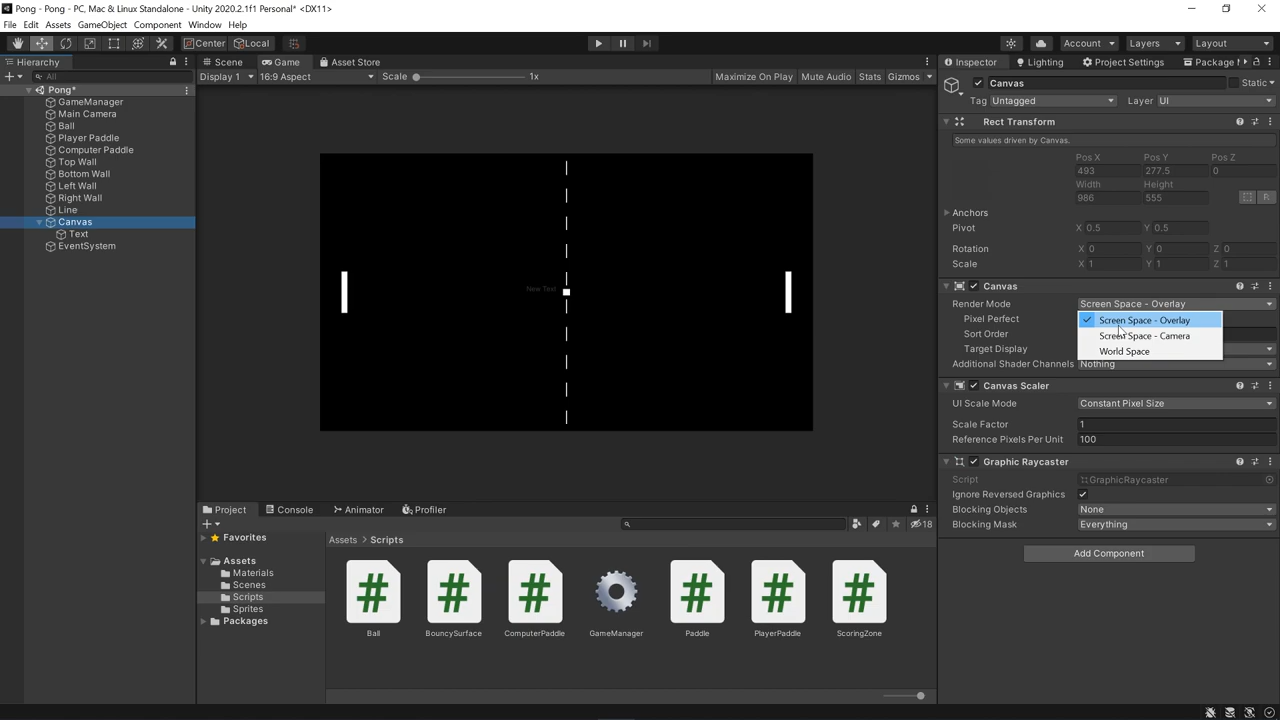 Pong - Pong - PC, Mac & Linux Standalone - Unity 2020.2.1f1 Personal* <DX11>
File Edit Assets GameObject Component Window Help
Center Local Account Layers Layout
Hierarchy
All
Pong*
GameManager
Main Camera
Ball
Player Paddle
Computer Paddle
Top Wall
Bottom Wall
Left Wall
Right Wall
Line
Canvas
Text
EventSystem
Scene Game Asset Store
Display 1 16:9 Aspect Scale 1x Maximize On Play Mute Audio Stats Gizmos
New Text
Project Console Animator Profiler
18
Favorites
Assets
Materials
Scenes
Scripts
Sprites
Packages
Assets > Scripts
Ball BouncySurface ComputerPaddle GameManager Paddle PlayerPaddle ScoringZone
Inspector Lighting Project Settings Package
Canvas Static
Tag Untagged Layer UI
Rect Transform
Some values driven by Canvas.
Pos X Pos Y Pos Z
493 277.5 0
Width Height
986 555
R
Anchors
Pivot X 0.5 Y 0.5
Rotation X 0 Y 0 Z 0
Scale X 1 Y 1 Z 1
Canvas
Render Mode Screen Space - Overlay
Pixel Perfect Screen Space - Overlay
Sort Order Screen Space - Camera
Target Display World Space
Additional Shader Channels Nothing
Canvas Scaler
UI Scale Mode Constant Pixel Size
Scale Factor 1
Reference Pixels Per Unit 100
Graphic Raycaster
Script GraphicRaycaster
Ignore Reversed Graphics
Blocking Objects None
Blocking Mask Everything
Add Component